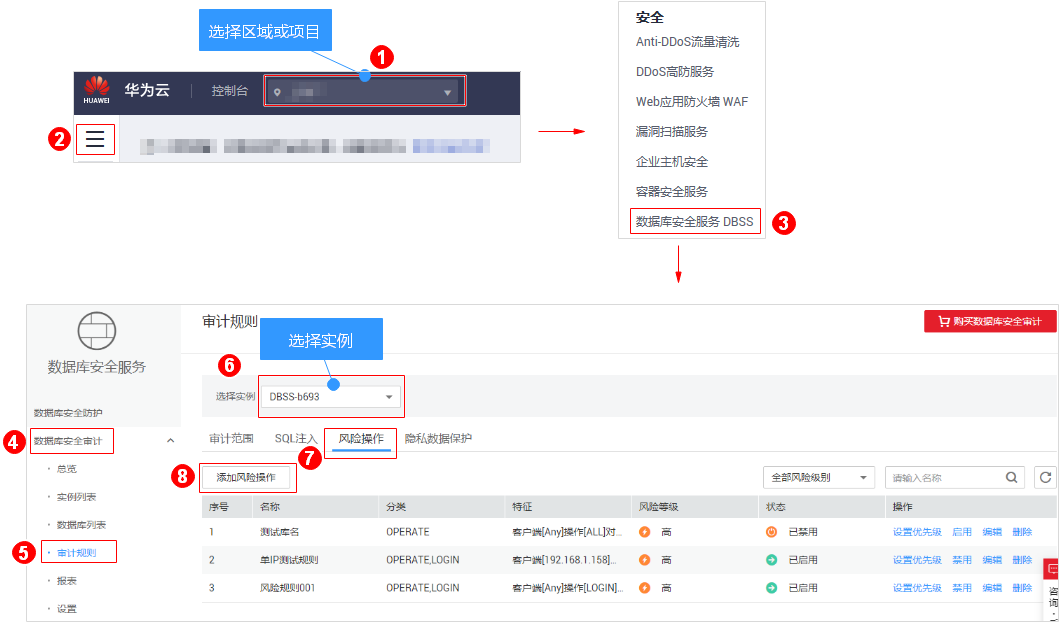 选择区域或项目
1
HUAWEI
华为云
控制台
2
安全
Anti-DDoS流量清洗
DDoS高防服务
Web应用防火墙 WAF
漏洞扫描服务
企业主机安全
容器安全服务
数据库安全服务 DBSS
3
数据库安全服务
数据库安全防护
4
数据库安全审计
总览
实例列表
数据库列表
5
审计规则
报表
设置
审计规则
购买数据库安全审计
选择实例
6
选择实例
DBSS-b693
审计范围 SQL注入 风险操作 隐私数据保护
7
8
添加风险操作
全部风险级别
请输入名称
序号 名称 分类 特征 风险等级 状态 操作
1 测试库名 OPERATE 客户端[Any]操作[ALL]对... 高 已禁用 设置优先级 启用 编辑 删除
2 单IP测试规则 OPERATE,LOGIN 客户端[192.168.1.158]... 高 已启用 设置优先级 禁用 编辑 删除
3 风险规则001 OPERATE,LOGIN 客户端[Any]操作[LOGIN]... 高 已启用 设置优先级 禁用 编辑 删除
咨
询